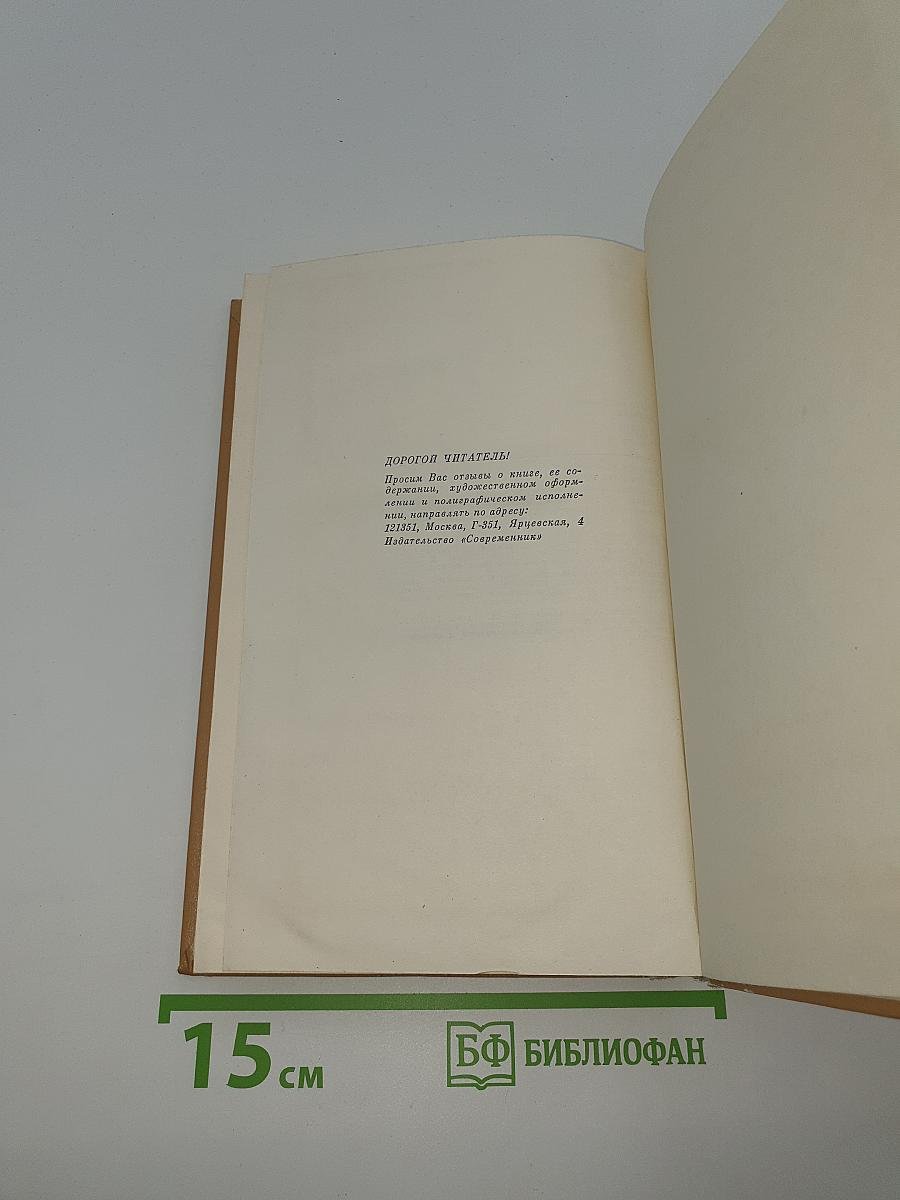 ДОРОГОЙ ЧИТАТЕЛЬ!
Просим Вас отзывы о книге, ее со-
держании, художественном оформ-
лении и полиграфическом исполне-
нии, направлять по адресу:
121351, Москва, Г-351, Ярцевская, 4
Издательство «Современник»
15 см
БФ БИБЛИОФАН